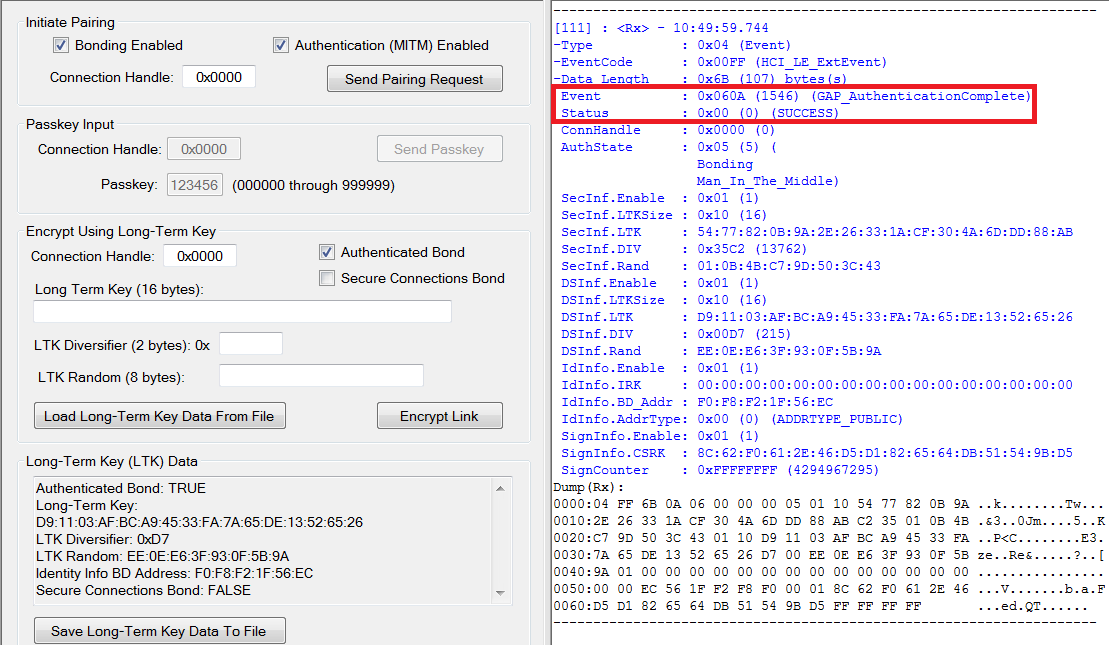 Initiate Pairing
Bonding Enabled
Authentication (MITM) Enabled
Connection Handle: 0x0000
Send Pairing Request
Passkey Input
Connection Handle: 0x0000
Send Passkey
Passkey: 123456 (000000 through 999999)
Encrypt Using Long-Term Key
Connection Handle: 0x0000
Authenticated Bond
Secure Connections Bond
Long Term Key (16 bytes):
LTK Diversifier (2 bytes): 0x
LTK Random (8 bytes):
Load Long-Term Key Data From File
Encrypt Link
Long-Term Key (LTK) Data
Authenticated Bond: TRUE
Long-Term Key:
D9:11:03:AF:BC:A9:45:33:FA:7A:65:DE:13:52:65:26
LTK Diversifier: 0xD7
LTK Random: EE:0E:E6:3F:93:0F:5B:9A
Identity Info BD Address: F0:F8:F2:1F:56:EC
Secure Connections Bond: FALSE
Save Long-Term Key Data To File
--------------------------------------------------------------------
[111] : <Rx> - 10:49:59.744
-Type : 0x04 (Event)
-EventCode : 0x00FF (HCI_LE_ExtEvent)
-Data Length : 0x6B (107) bytes(s)
Event : 0x060A (1546) (GAP_AuthenticationComplete)
Status : 0x00 (0) (SUCCESS)
ConnHandle : 0x0000 (0)
AuthState : 0x05 (5) (
Bonding
Man_In_The_Middle)
SecInf.Enable : 0x01 (1)
SecInf.LTKSize : 0x10 (16)
SecInf.LTK : 54:77:82:0B:9A:2E:26:33:1A:CF:30:4A:6D:DD:88:AB
SecInf.DIV : 0x35C2 (13762)
SecInf.Rand : 01:0B:4B:C7:9D:50:3C:43
DSInf.Enable : 0x01 (1)
DSInf.LTKSize : 0x10 (16)
DSInf.LTK : D9:11:03:AF:BC:A9:45:33:FA:7A:65:DE:13:52:65:26
DSInf.DIV : 0x00D7 (215)
DSInf.Rand : EE:0E:E6:3F:93:0F:5B:9A
IdInfo.Enable : 0x01 (1)
IdInfo.IRK : 00:00:00:00:00:00:00:00:00:00:00:00:00:00:00:00
IdInfo.BD_Addr : F0:F8:F2:1F:56:EC
IdInfo.AddrType: 0x00 (0) (ADDRTYPE_PUBLIC)
SignInfo.Enable: 0x01 (1)
SignInfo.CSRK : 8C:62:F0:61:2E:46:D5:D1:82:65:64:DB:51:54:9B:D5
SignCounter : 0xFFFFFFFF (4294967295)
Dump(Rx):
0000:04 FF 6B 0A 06 00 00 00 05 01 10 54 77 82 0B 9A ..k........Tw...
0010:2E 26 33 1A CF 30 4A 6D DD 88 AB C2 35 01 0B 4B .&3..0Jm....5..K
0020:C7 9D 50 3C 43 01 10 D9 11 03 AF BC A9 45 33 FA ..P<C........E3.
0030:7A 65 DE 13 52 65 26 D7 00 EE 0E E6 3F 93 0F 5B ze..Re&.....?..[
0040:9A 01 00 00 00 00 00 00 00 00 00 00 00 00 00 00 ................
0050:00 00 EC 56 1F F2 F8 F0 00 01 8C 62 F0 61 2E 46 ...V.......b.a.F
0060:D5 D1 82 65 64 DB 51 54 9B D5 FF FF FF FF ...ed.QT......
--------------------------------------------------------------------